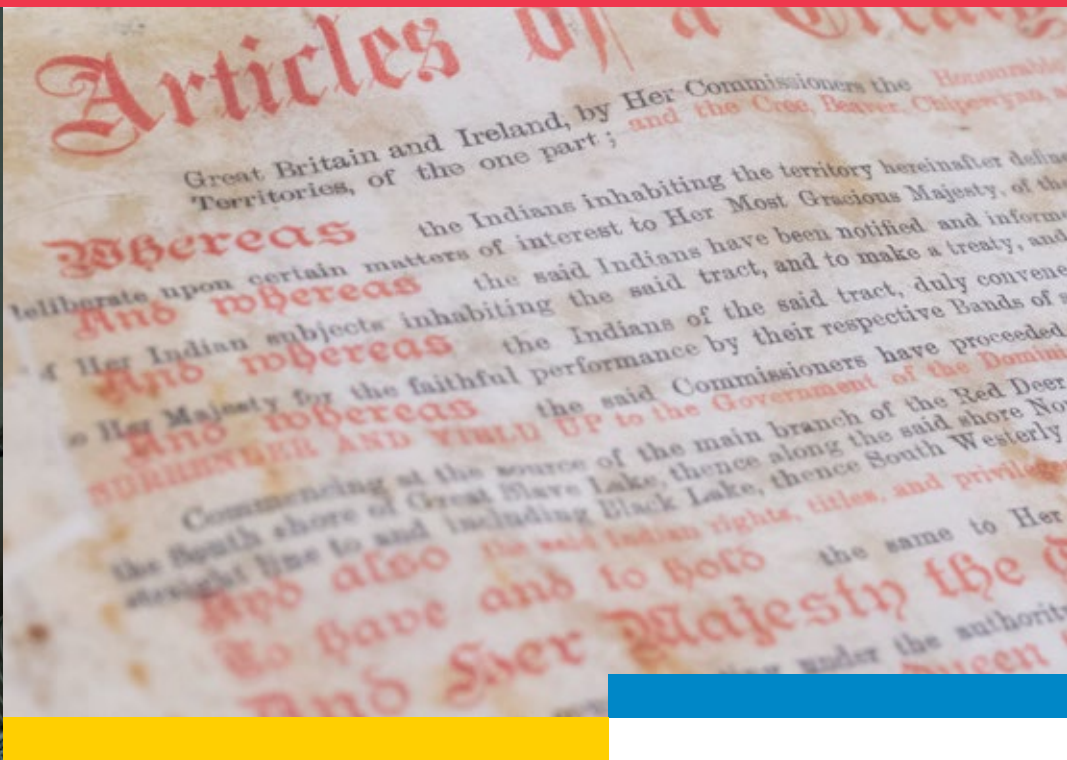 Articles of a
Great Britain and Ireland, by Her Commissioners the Honourable
Territories, of the one part; and the Cree, Beaver, Chipewyan
Whereas the Indians inhabiting the territory hereinafter
deliberate upon certain matters of interest to Her Most Gracious Majesty, of the
And whereas the said Indians have been notified and
of Her Indian subjects inhabiting the said tract, and to make a treaty, and
And whereas the Indians of the said tract, duly
to Her Majesty for the faithful performance by their respective Bands of
And whereas the said Commissioners have proceeded
SURRENDER AND YIELD UP to the Government of the
Commencing at the source of the main branch of the Red Deer
the South shore of Great Slave Lake, thence along the said shore
straight line to and including Black Lake, thence South Westerly
And also the said Indian rights, titles, and
To have and to hold the same to Her
And Her Majesty the
under the
Queen